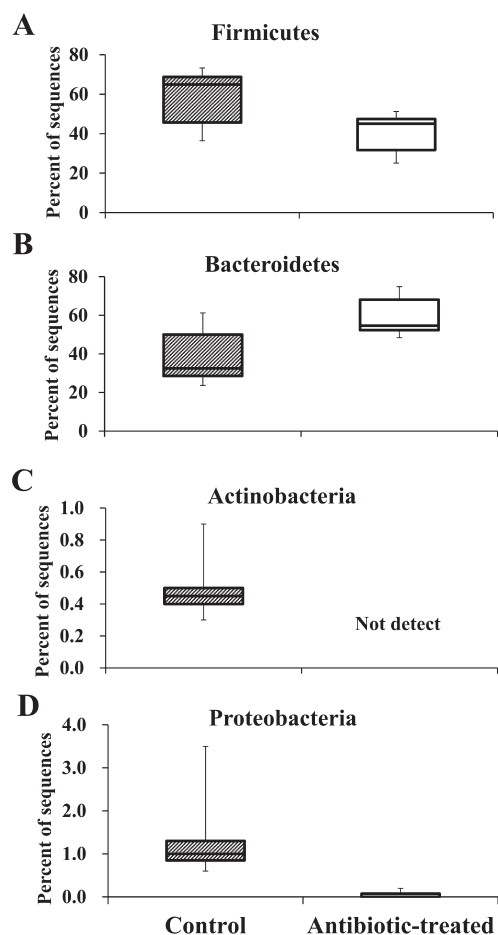 A
Firmicutes
Percent of sequences
80
60
40
20
0
B
Bacteroidetes
Percent of sequences
80
60
40
20
0
C
Actinobacteria
Percent of sequences
1.0
0.8
0.6
0.4
0.2
0.0
Not detect
D
Proteobacteria
Percent of sequences
4.0
3.0
2.0
1.0
0.0
Control
Antibiotic-treated